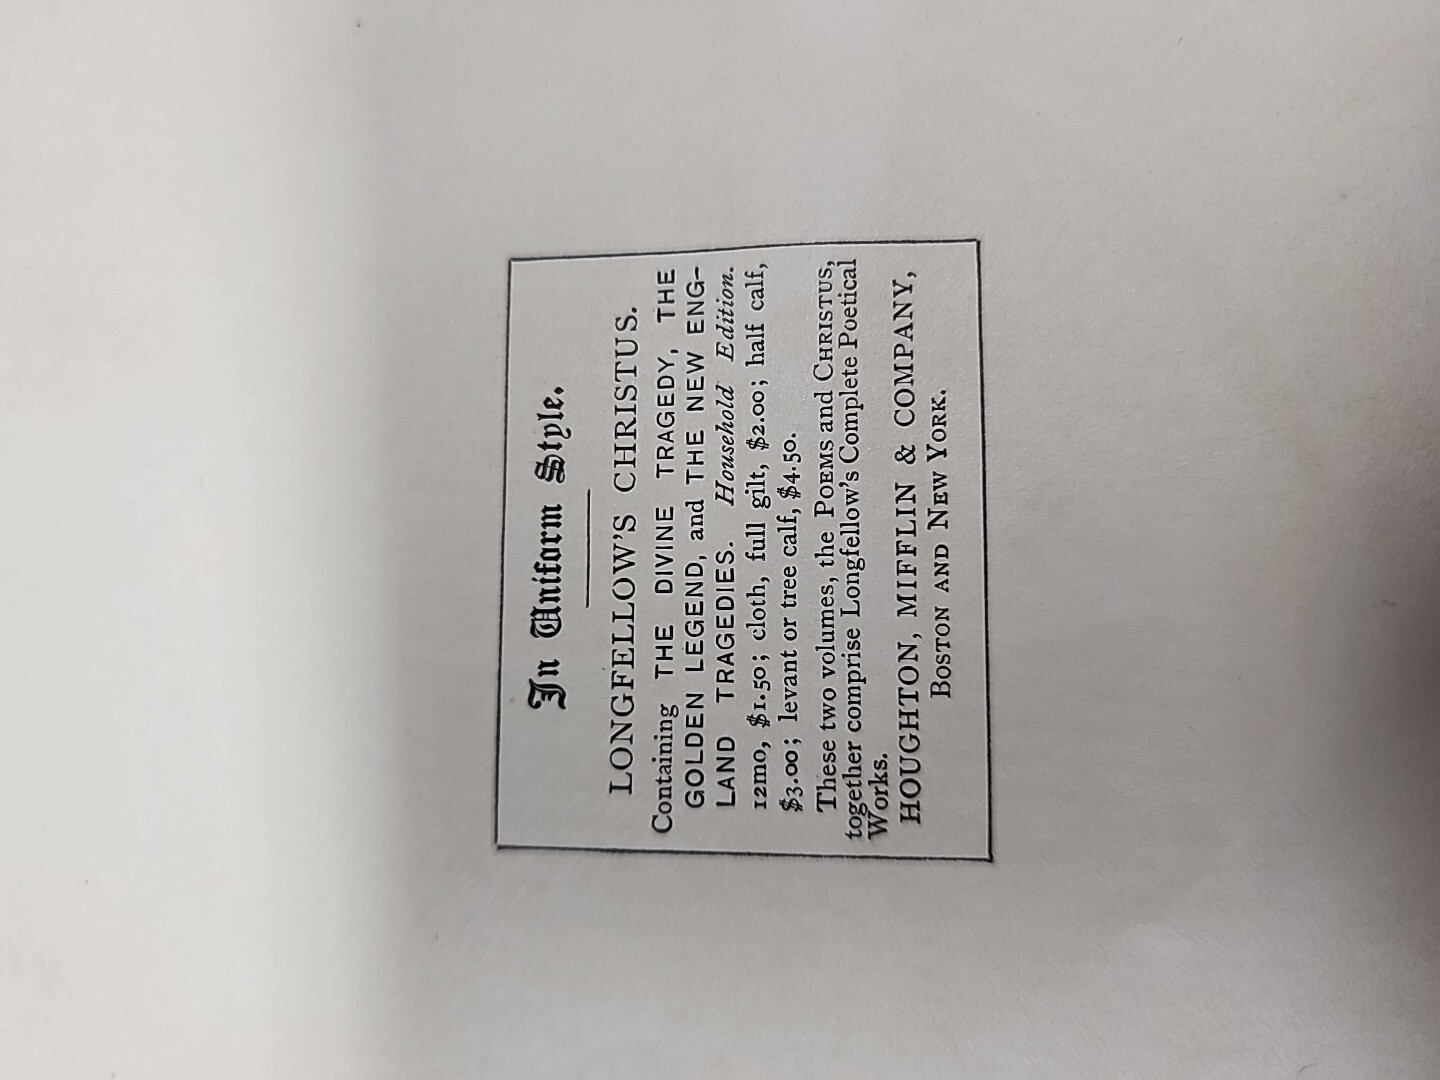 In Uniform Style.
LONGFELLOW'S CHRISTUS.
Containing THE DIVINE TRAGEDY, THE
GOLDEN LEGEND, and THE NEW ENG-
LAND TRAGEDIES. Household Edition.
12mo, $1.50; cloth, full gilt, $2.00; half calf,
$3.00; levant or tree calf, $4.50.
These two volumes, the POEMS and CHRISTUS,
together comprise Longfellow's Complete Poetical
Works.
HOUGHTON, MIFFLIN & COMPANY,
BOSTON AND NEW YORK.